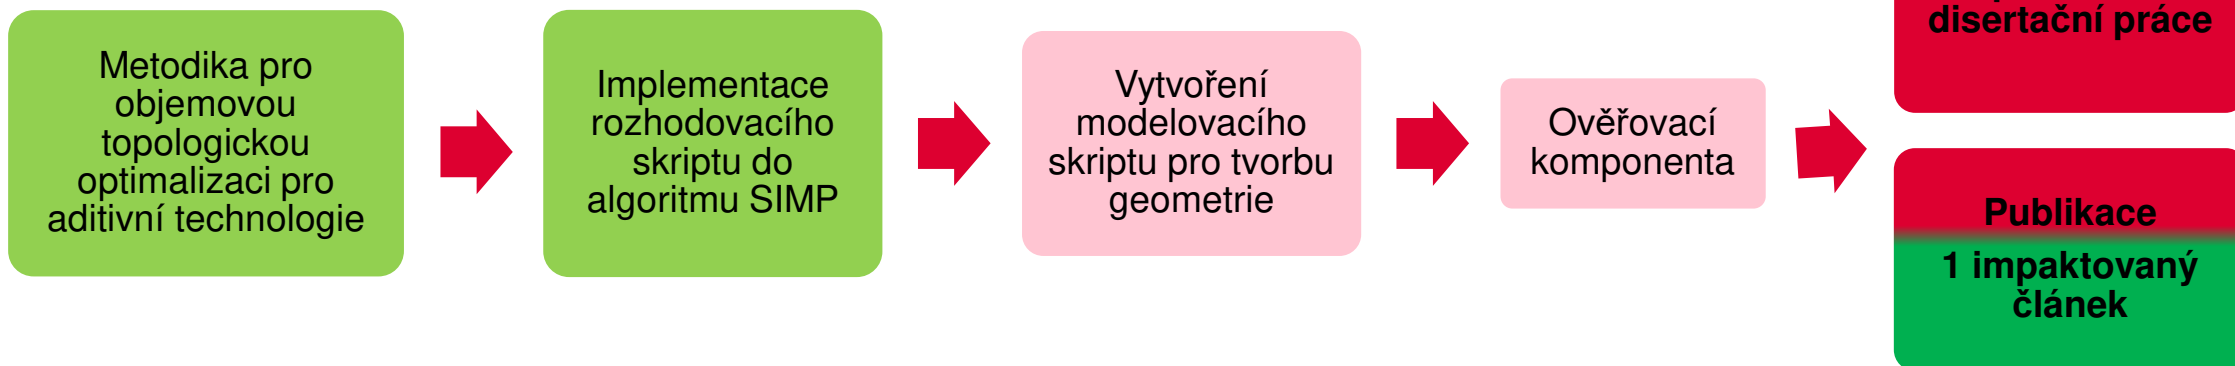 Metodika pro
objemovou
topologickou
optimalizaci pro
aditivní technologie
Implementace
rozhodovacího
skriptu do
algoritmu SIMP
Vytvoření
modelovacího
skriptu pro tvorbu
geometrie
Ověřovací
komponenta
disertační práce
Publikace
1 impaktovaný
článek